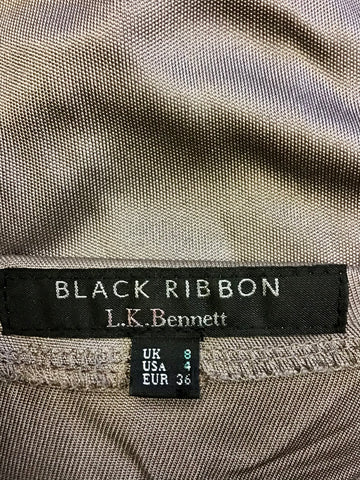 BLACK RIBBON
L.K.Bennett
UK 8
USA 4
EUR 36